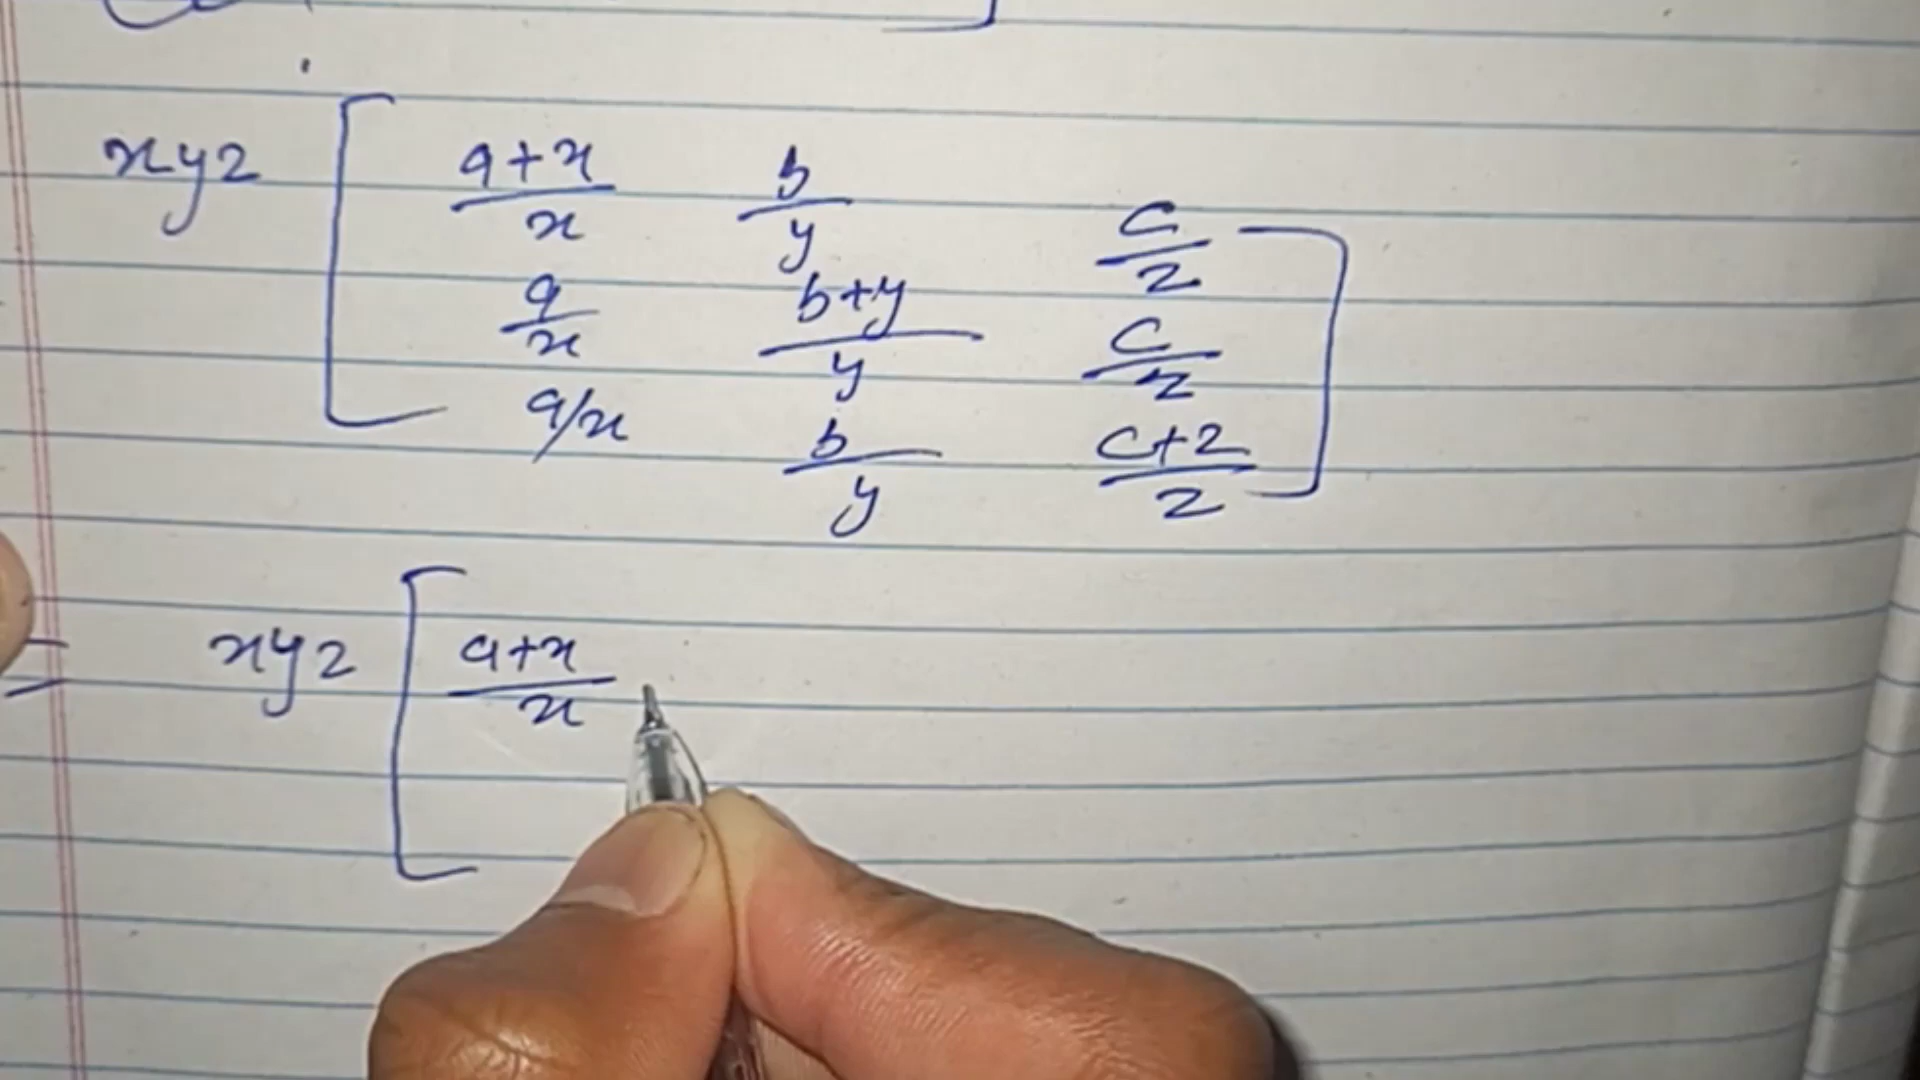 xyz [ a+x/x b/y c/z
a/x b+y/y c/z
a/x b/y c+z/z ]
= xyz [ a+x/x